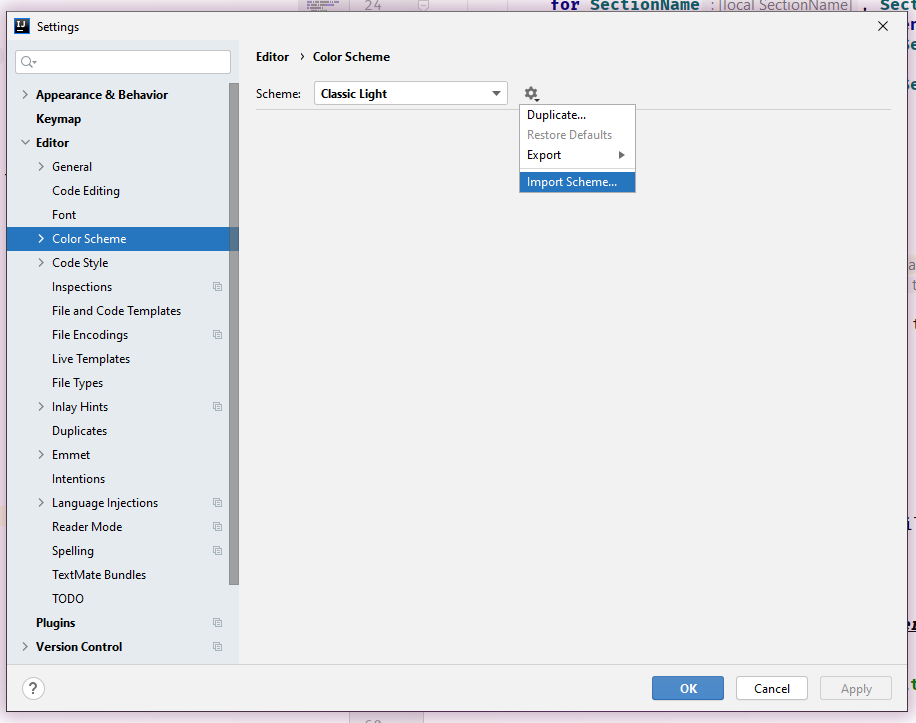 24 for SectionName : [local SectionName] , Sect
IJ Settings
Editor › Color Scheme
Scheme: Classic Light
Duplicate...
Restore Defaults
Export
Import Scheme...
Appearance & Behavior
Keymap
Editor
General
Code Editing
Font
Color Scheme
Code Style
Inspections
File and Code Templates
File Encodings
Live Templates
File Types
Inlay Hints
Duplicates
Emmet
Intentions
Language Injections
Reader Mode
Spelling
TextMate Bundles
TODO
Plugins
Version Control
?
OK
Cancel
Apply